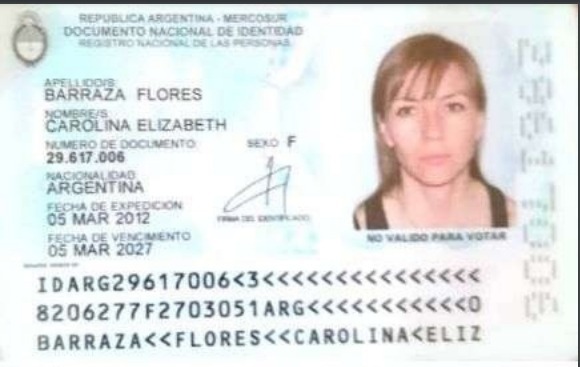 REPUBLICA ARGENTINA - MERCOSUR
DOCUMENTO NACIONAL DE IDENTIDAD
REGISTRO NACIONAL DE LAS PERSONAS
APELLIDO/S
BARRAZA FLORES
NOMBRE/S
CAROLINA ELIZABETH
NUMERO DE DOCUMENTO
SEXO F
29.617.006
NACIONALIDAD
ARGENTINA
FECHA DE EXPEDICION
05 MAR 2012
FIRMA DEL IDENTIFICADO
FECHA DE VENCIMIENTO
05 MAR 2027
NO VALIDO PARA VOTAR
IDARG29617006<3<<<<<<<<<<<<<<<
8206277F2703051ARG<<<<<<<<<<<0
BARRAZA<<FLORES<<CAROLINA<ELIZ